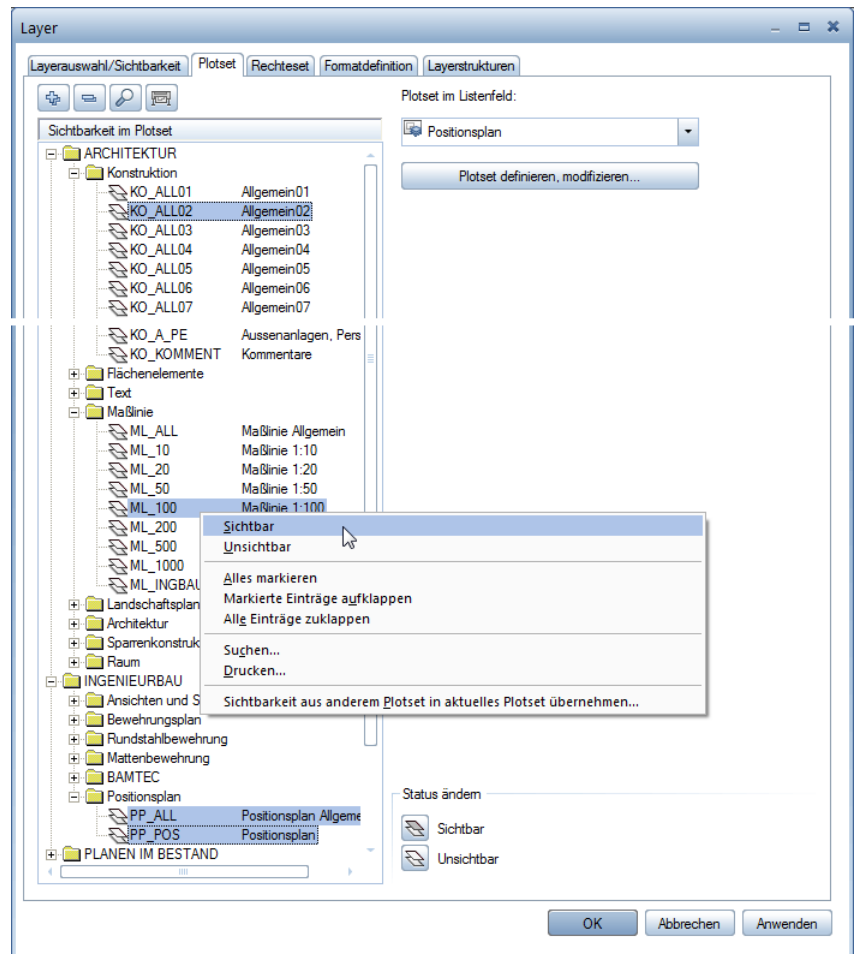 Layer
Layerauswahl/Sichtbarkeit Plotset Rechteset Formatdefinition Layerstrukturen
Plotset im Listenfeld:
Sichtbarkeit im Plotset
Positionsplan
Plotset definieren, modifizieren...
ARCHITEKTUR
Konstruktion
KO_ALL01 Allgemein01
KO_ALL02 Allgemein02
KO_ALL03 Allgemein03
KO_ALL04 Allgemein04
KO_ALL05 Allgemein05
KO_ALL06 Allgemein06
KO_ALL07 Allgemein07
KO_A_PE Aussenanlagen, Pers
KO_KOMMENT Kommentare
Flächenelemente
Text
Maßlinie
ML_ALL Maßlinie Allgemein
ML_10 Maßlinie 1:10
ML_20 Maßlinie 1:20
ML_50 Maßlinie 1:50
ML_100 Maßlinie 1:100
ML_200
ML_500
ML_1000
ML_INGBAU
Landschaftsplan
Architektur
Sparrenkonstruk
Raum
INGENIEURBAU
Ansichten und S
Bewehrungsplan
Rundstahlbewehrung
Mattenbewehrung
BAMTEC
Positionsplan
PP_ALL Positionsplan Allgeme
PP_POS Positionsplan
PLANEN IM BESTAND
Sichtbar
Unsichtbar
Alles markieren
Markierte Einträge aufklappen
Alle Einträge zuklappen
Suchen...
Drucken...
Sichtbarkeit aus anderem Plotset in aktuelles Plotset übernehmen...
Status ändern
Sichtbar
Unsichtbar
OK Abbrechen Anwenden